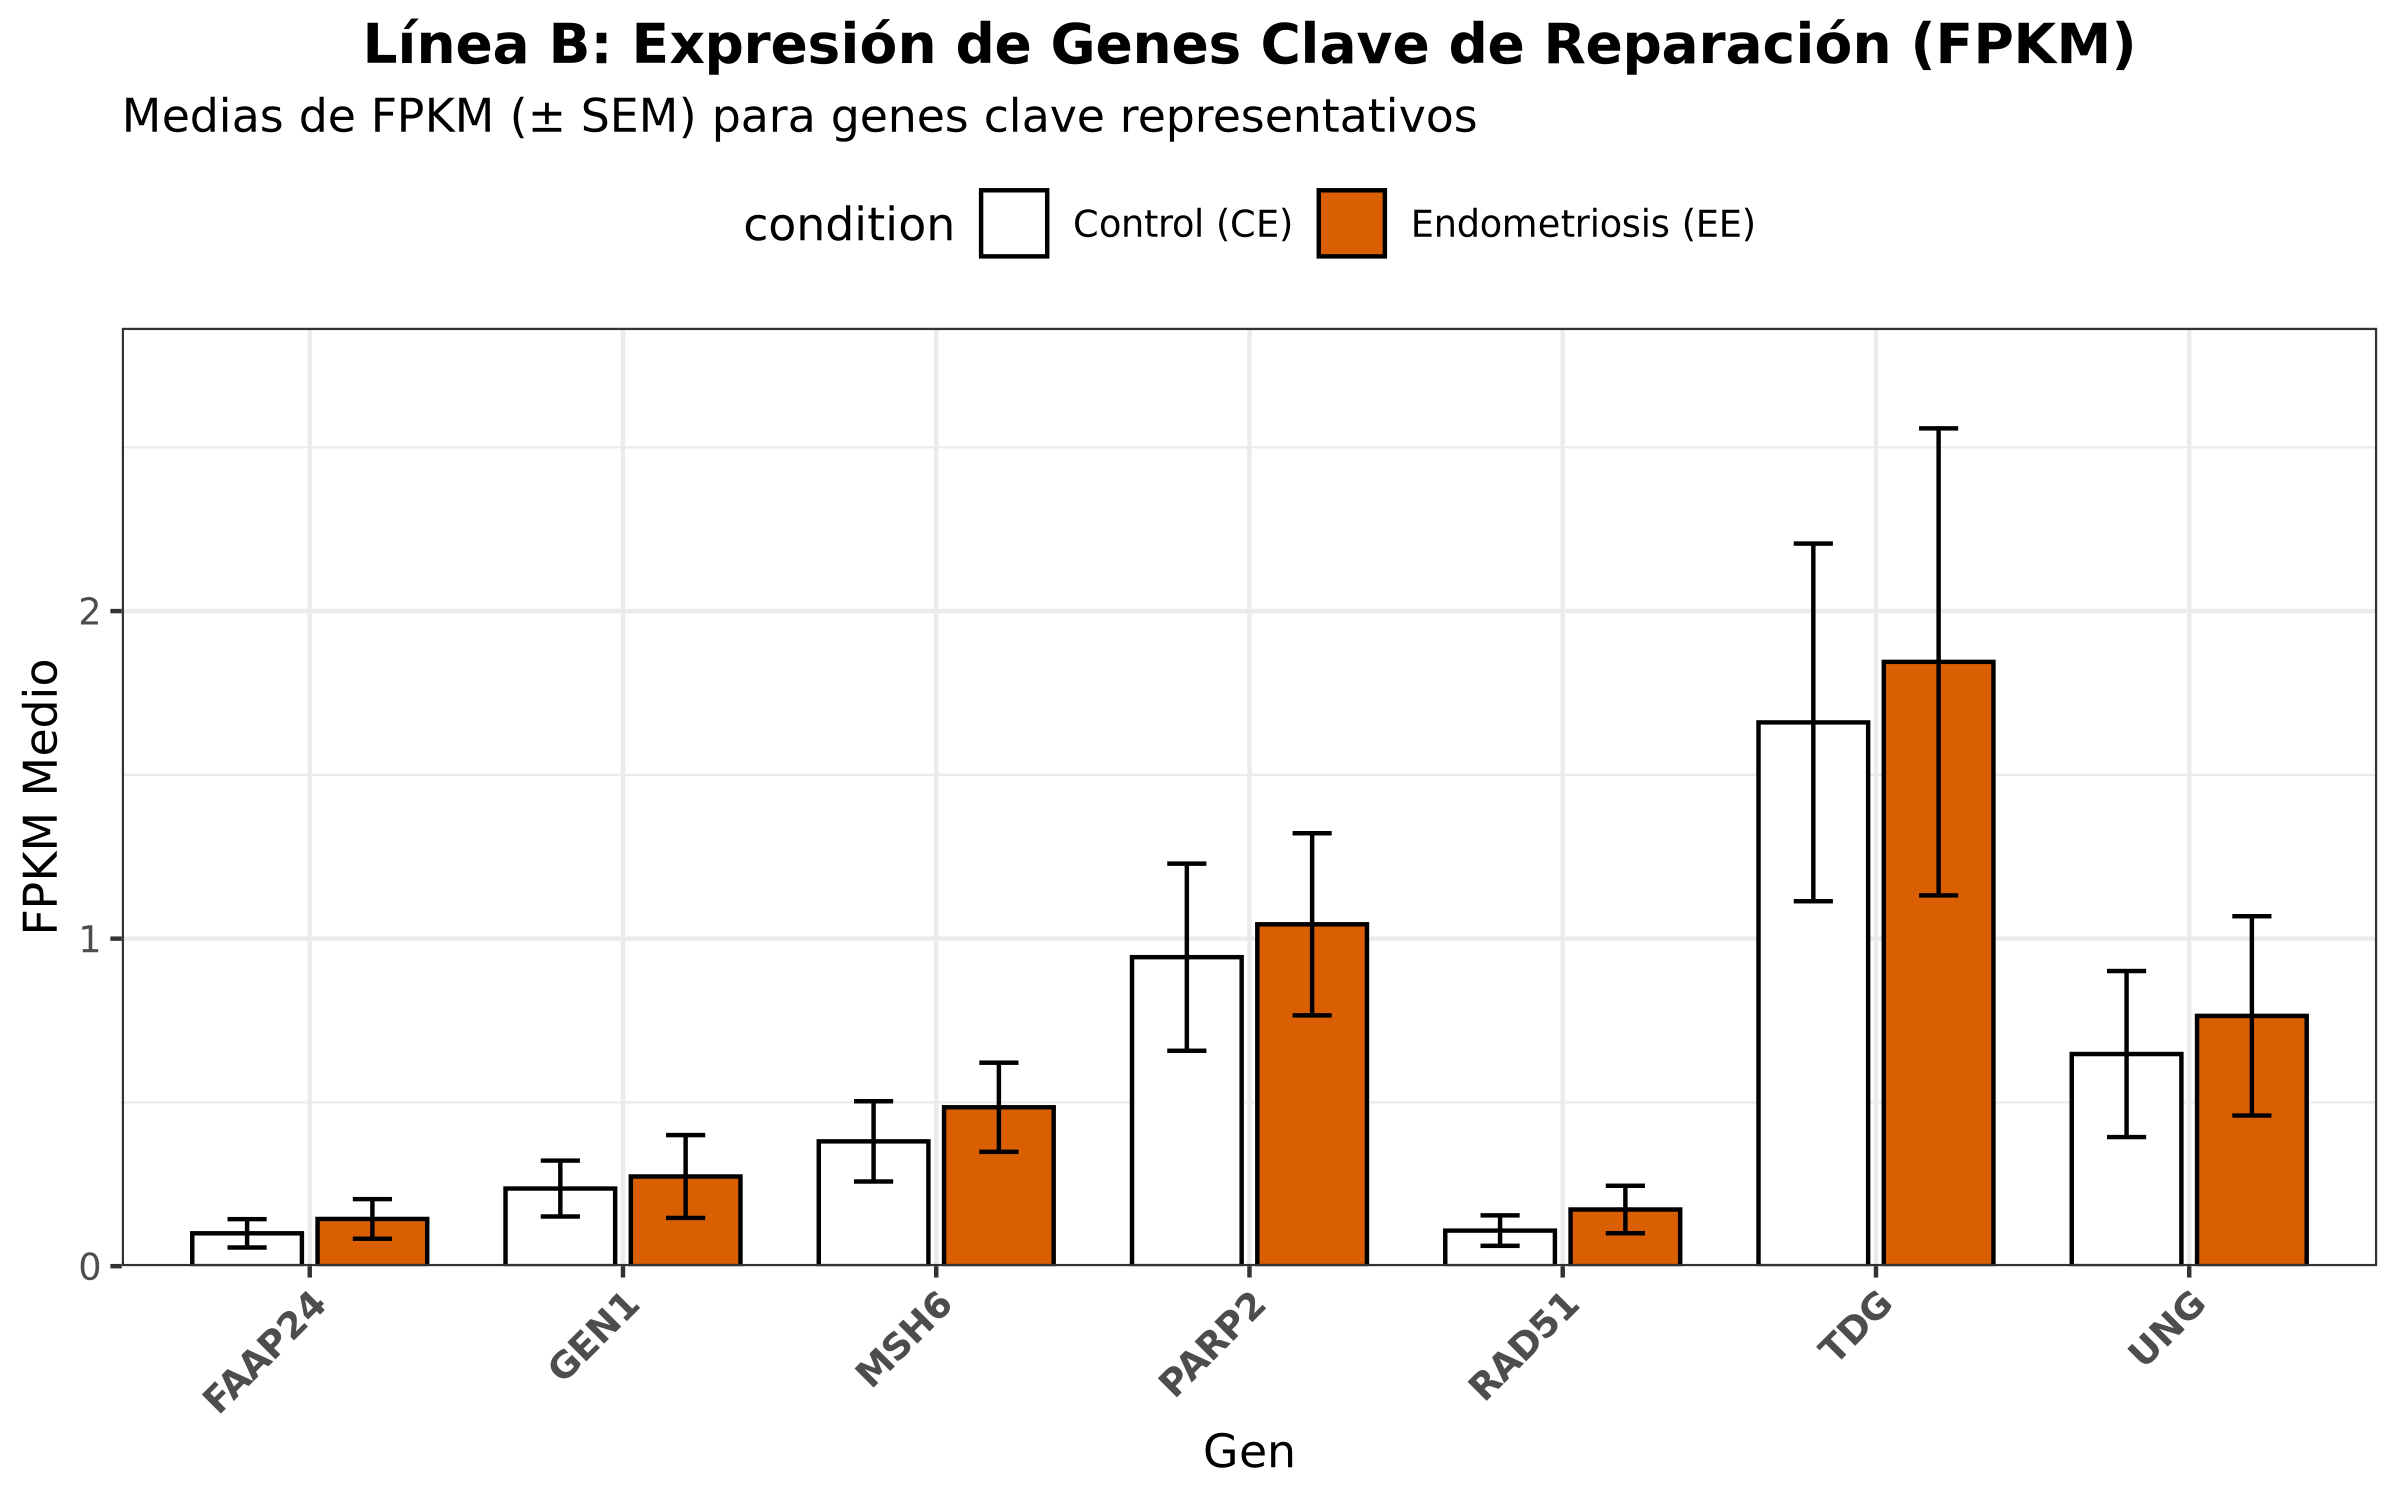 Línea B: Expresión de Genes Clave de Reparación (FPKM)
Medias de FPKM (± SEM) para genes clave representativos
condition Control (CE) Endometriosis (EE)
FPKM Medio
2
1
0
FAAP24 GEN1 MSH6 PARP2 RAD51 TDG UNG
Gen